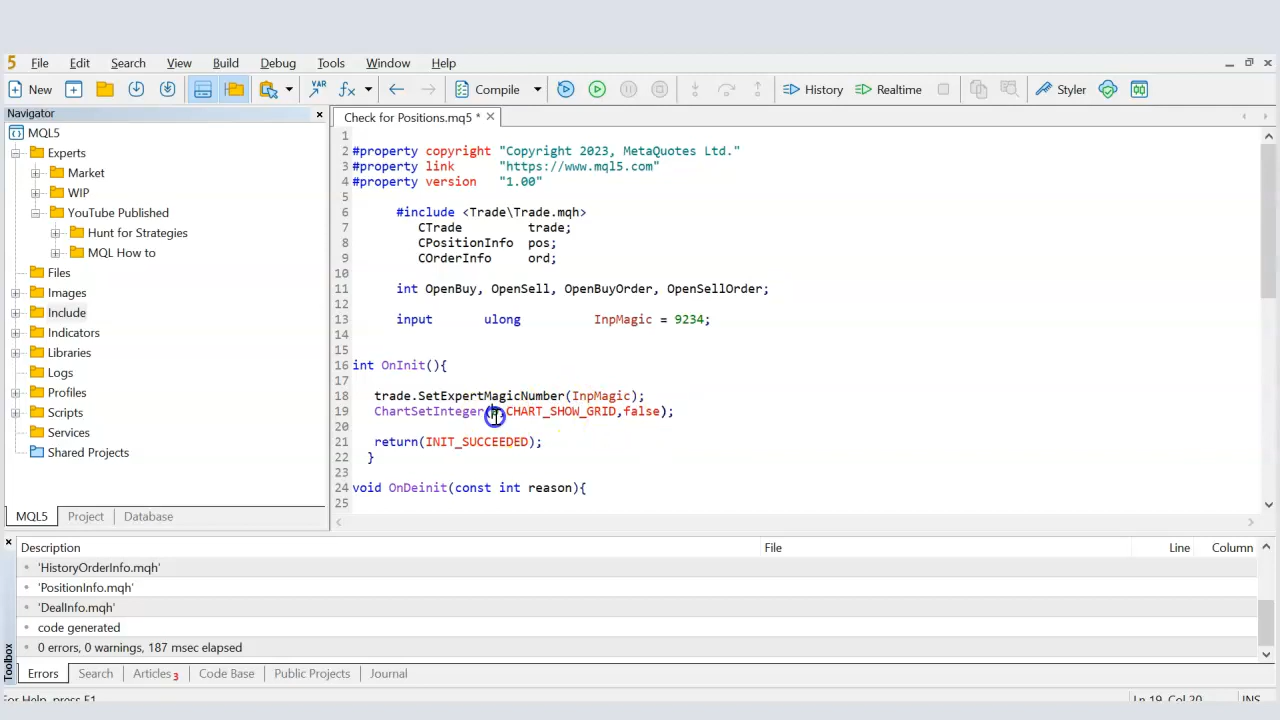 5 File Edit Search View Build Debug Tools Window Help
New Compile History Realtime Styler
Navigator
MQL5
Experts
Market
WIP
YouTube Published
Hunt for Strategies
MQL How to
Files
Images
Include
Indicators
Libraries
Logs
Profiles
Scripts
Services
Shared Projects
MQL5 Project Database
Check for Positions.mq5 *
1
2 #property copyright "Copyright 2023, MetaQuotes Ltd."
3 #property link "https://www.mql5.com"
4 #property version "1.00"
5
6 #include <Trade\Trade.mqh>
7 CTrade trade;
8 CPositionInfo pos;
9 COrderInfo ord;
10
11 int OpenBuy, OpenSell, OpenBuyOrder, OpenSellOrder;
12
13 input ulong InpMagic = 9234;
14
15
16 int OnInit(){
17
18 trade.SetExpertMagicNumber(InpMagic);
19 ChartSetInteger( CHART_SHOW_GRID,false);
20
21 return(INIT_SUCCEEDED);
22 }
23
24 void OnDeinit(const int reason){
25
Toolbox
Description File Line Column
'HistoryOrderInfo.mqh'
'PositionInfo.mqh'
'DealInfo.mqh'
code generated
0 errors, 0 warnings, 187 msec elapsed
Errors Search Articles 3 Code Base Public Projects Journal
For Help, press F1 Ln 19, Col 20 INS